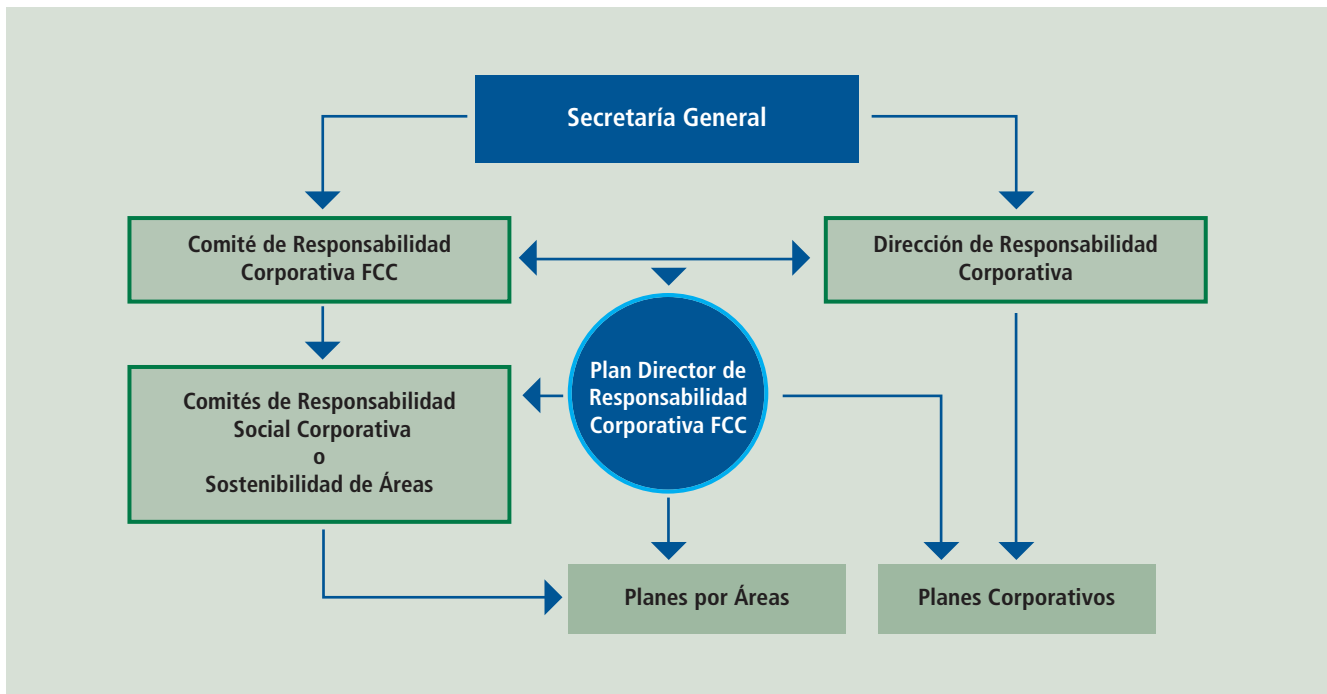 Secretaría General
Comité de Responsabilidad
Corporativa FCC
Dirección de Responsabilidad
Corporativa
Plan Director de
Responsabilidad
Corporativa FCC
Comités de Responsabilidad
Social Corporativa
o
Sostenibilidad de Áreas
Planes por Áreas
Planes Corporativos